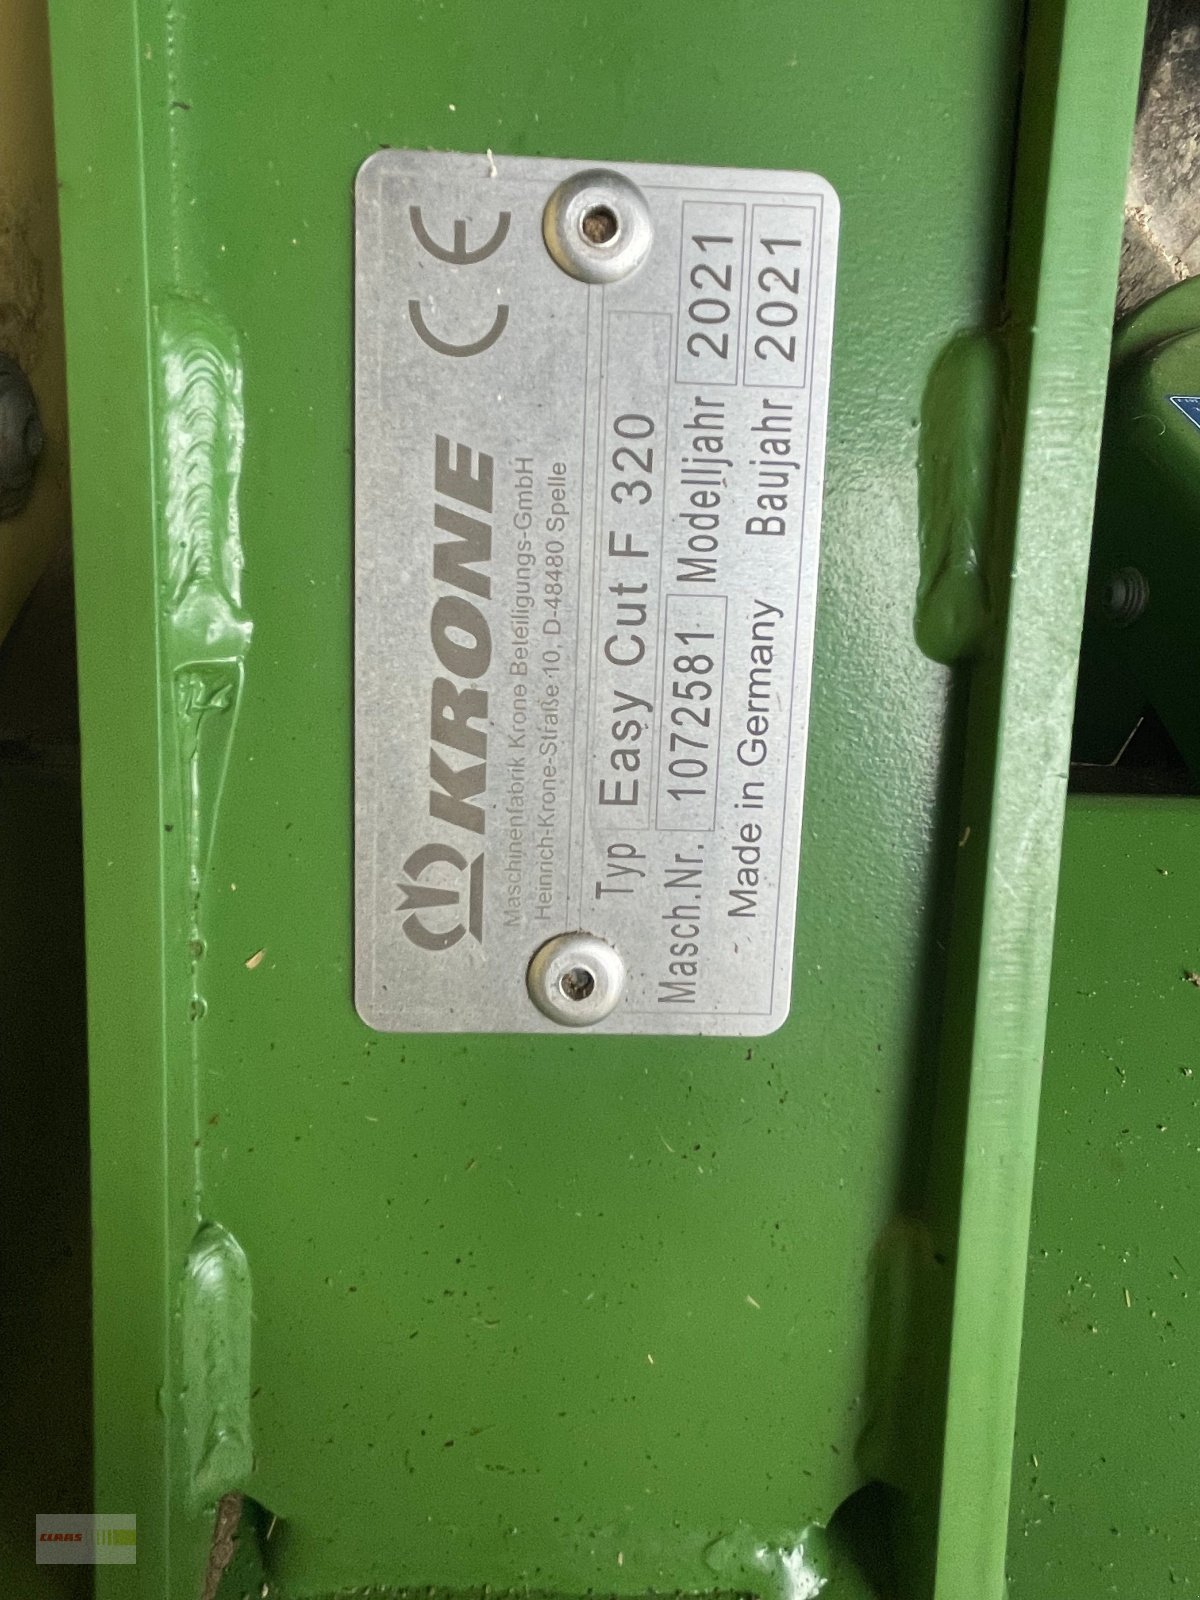 KRONE CE
Maschinenfabrik Krone Beteiligungs-GmbH
Heinrich-Krone-Straße 10, D-48480 Spelle
Typ Easy Cut F 320
Masch.Nr. 1072581 Modelljahr 2021
Made in Germany Baujahr 2021
CLAAS